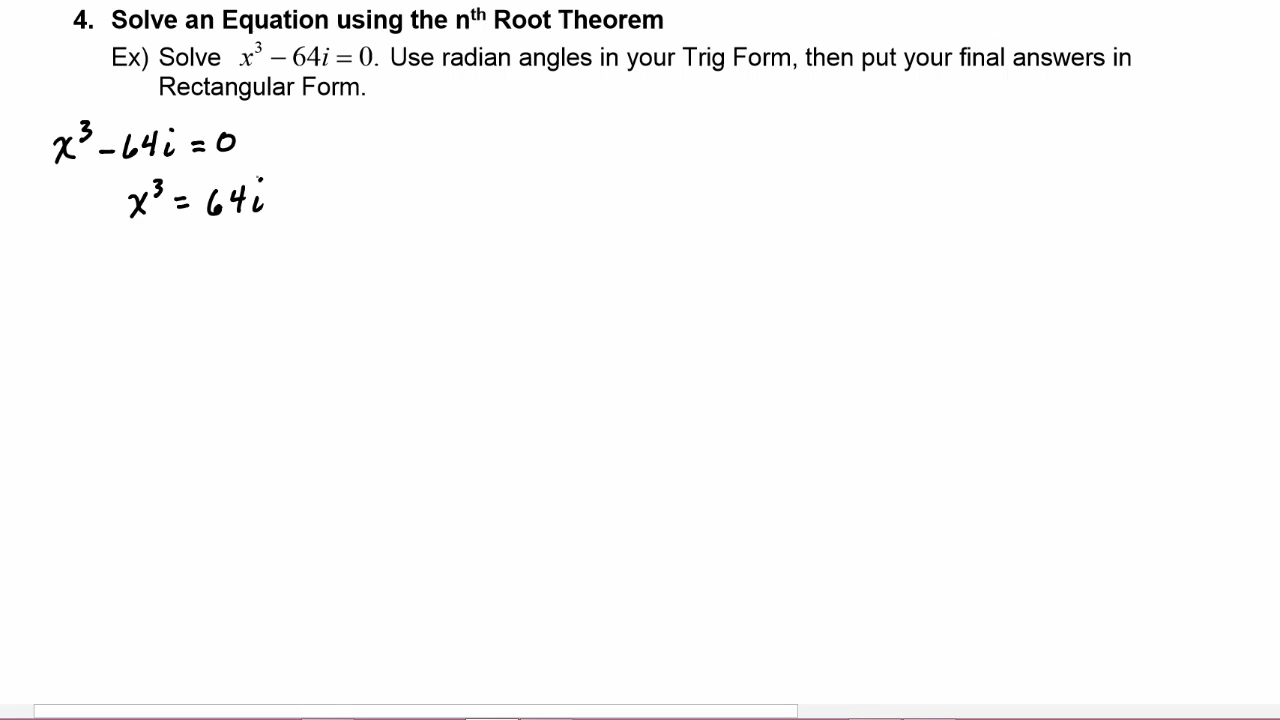 4. Solve an Equation using the nᵗʰ Root Theorem
Ex) Solve x³ − 64i = 0. Use radian angles in your Trig Form, then put your final answers in
Rectangular Form.
x³ − 64i = 0
x³ = 64i